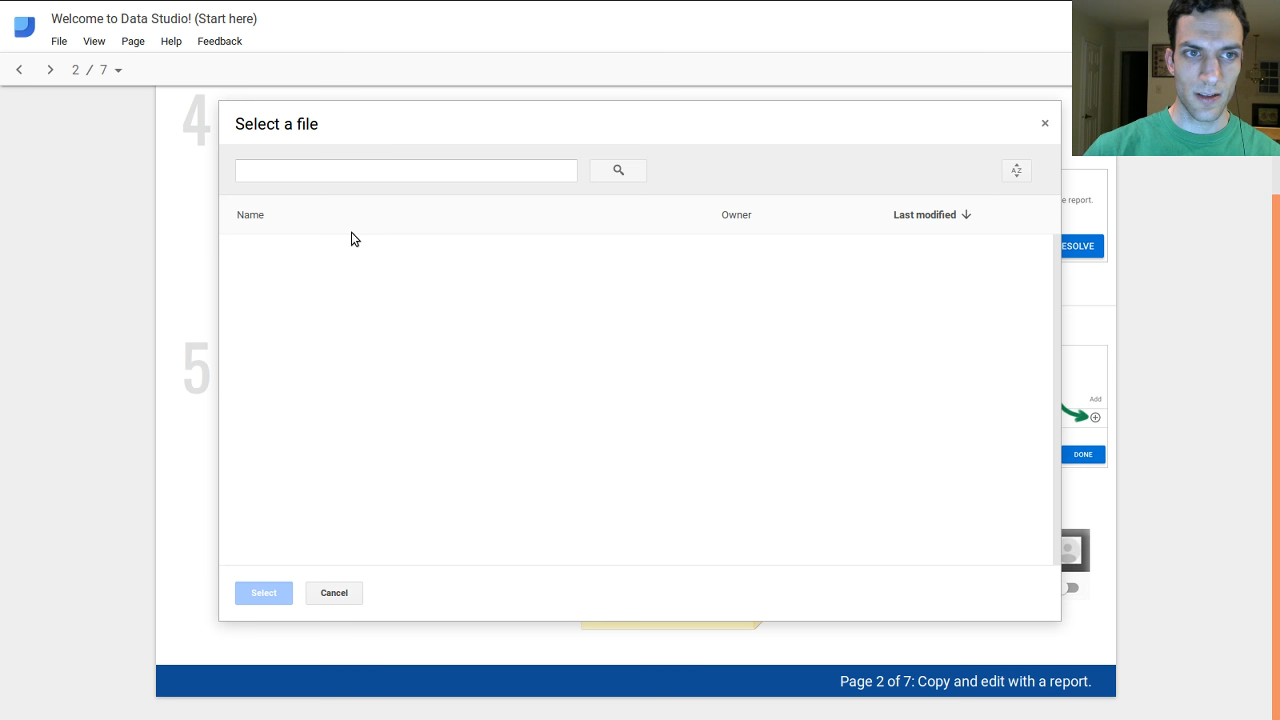 Welcome to Data Studio! (Start here)
File View Page Help Feedback
2 / 7
4
Select a file
×
A Z
Name Owner Last modified
e report.
ESOLVE
5
Add
DONE
Select Cancel
Page 2 of 7: Copy and edit with a report.